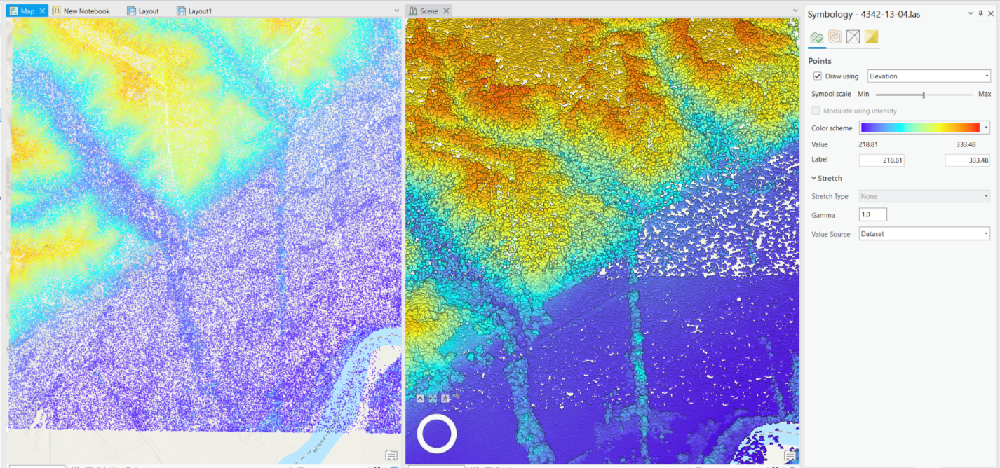 Map
New Notebook
Layout
Layout1
Scene
Symbology - 4342-13-04.las
Points
Draw using Elevation
Symbol scale Min Max
Modulate using intensity
Color scheme
Value 218.81 333.48
Label 218.81 333.48
Stretch
Stretch Type None
Gamma 1.0
Value Source Dataset